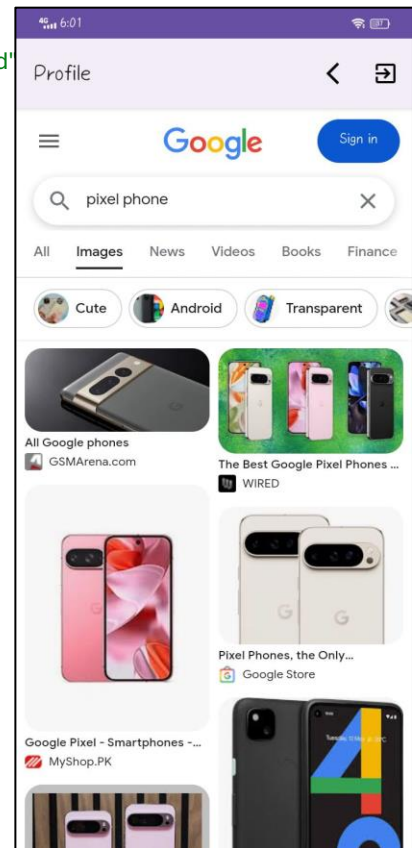 4G 6:01
d"
Profile
Google
Sign in
pixel phone
All Images News Videos Books Finance
Cute Android Transparent
All Google phones
GSMArena.com
The Best Google Pixel Phones ...
WIRED
Pixel Phones, the Only...
Google Store
Google Pixel - Smartphones -...
MyShop.PK